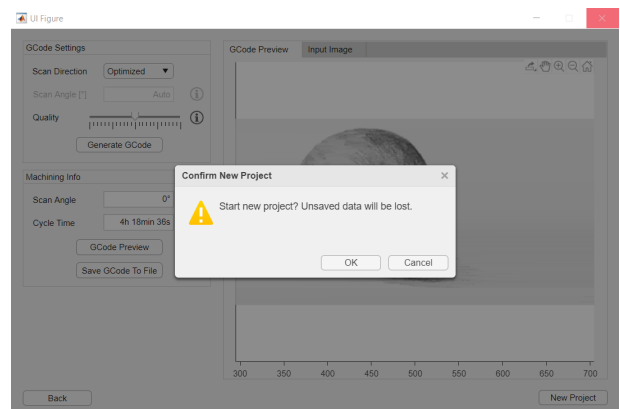 UI Figure
GCode Settings
Scan Direction
Optimized
Scan Angle [°]
Auto
Quality
Generate GCode
Machining Info
Scan Angle
0°
Cycle Time
4h 18min 36s
GCode Preview
Save GCode To File
GCode Preview
Input Image
Confirm New Project
Start new project? Unsaved data will be lost.
OK
Cancel
300 350 400 450 500 550 600 650 700
Back
New Project